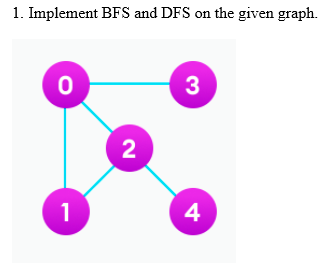 1. Implement BFS and DFS on the given graph.
0 3
2
1 4